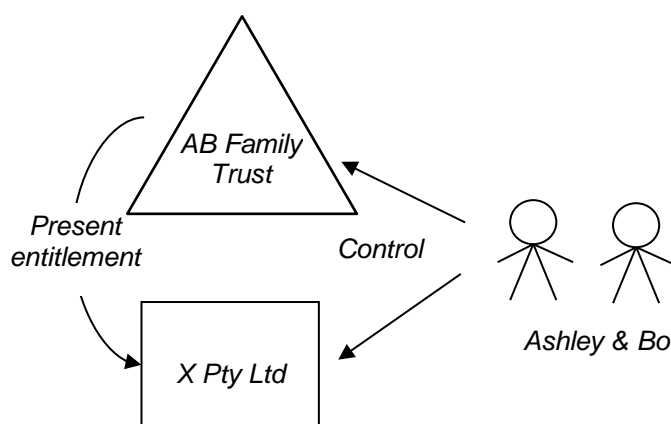 AB Family
Trust
Present
entitlement
Control
Ashley & Bo
X Pty Ltd